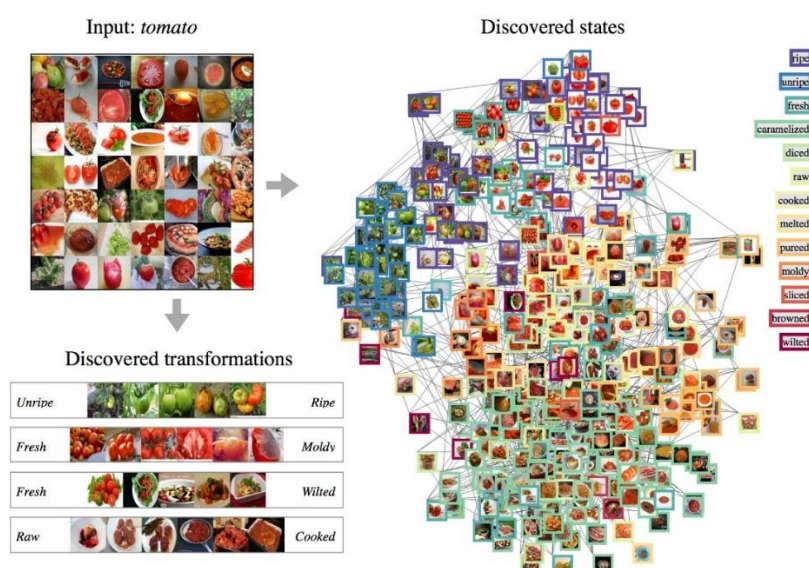 Input: tomato
Discovered states
ripe
unripe
fresh
caramelized
diced
raw
cooked
melted
pureed
moldy
sliced
browned
wilted
Discovered transformations
Unripe Ripe
Fresh Moldy
Fresh Wilted
Raw Cooked